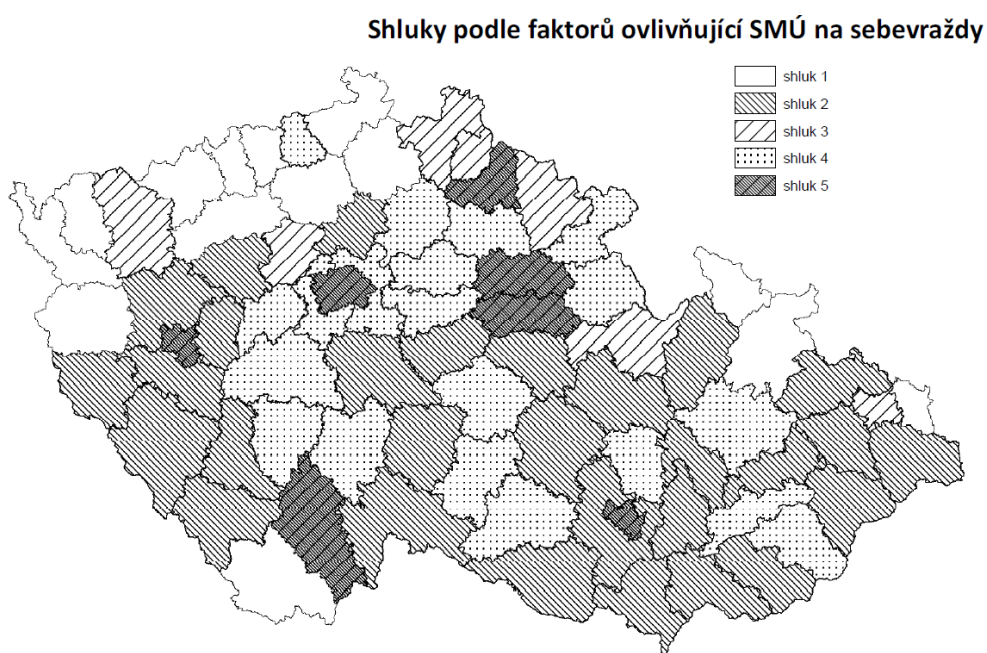 Shluky podle faktorů ovlivňující SMÚ na sebevraždy
shluk 1
shluk 2
shluk 3
shluk 4
shluk 5